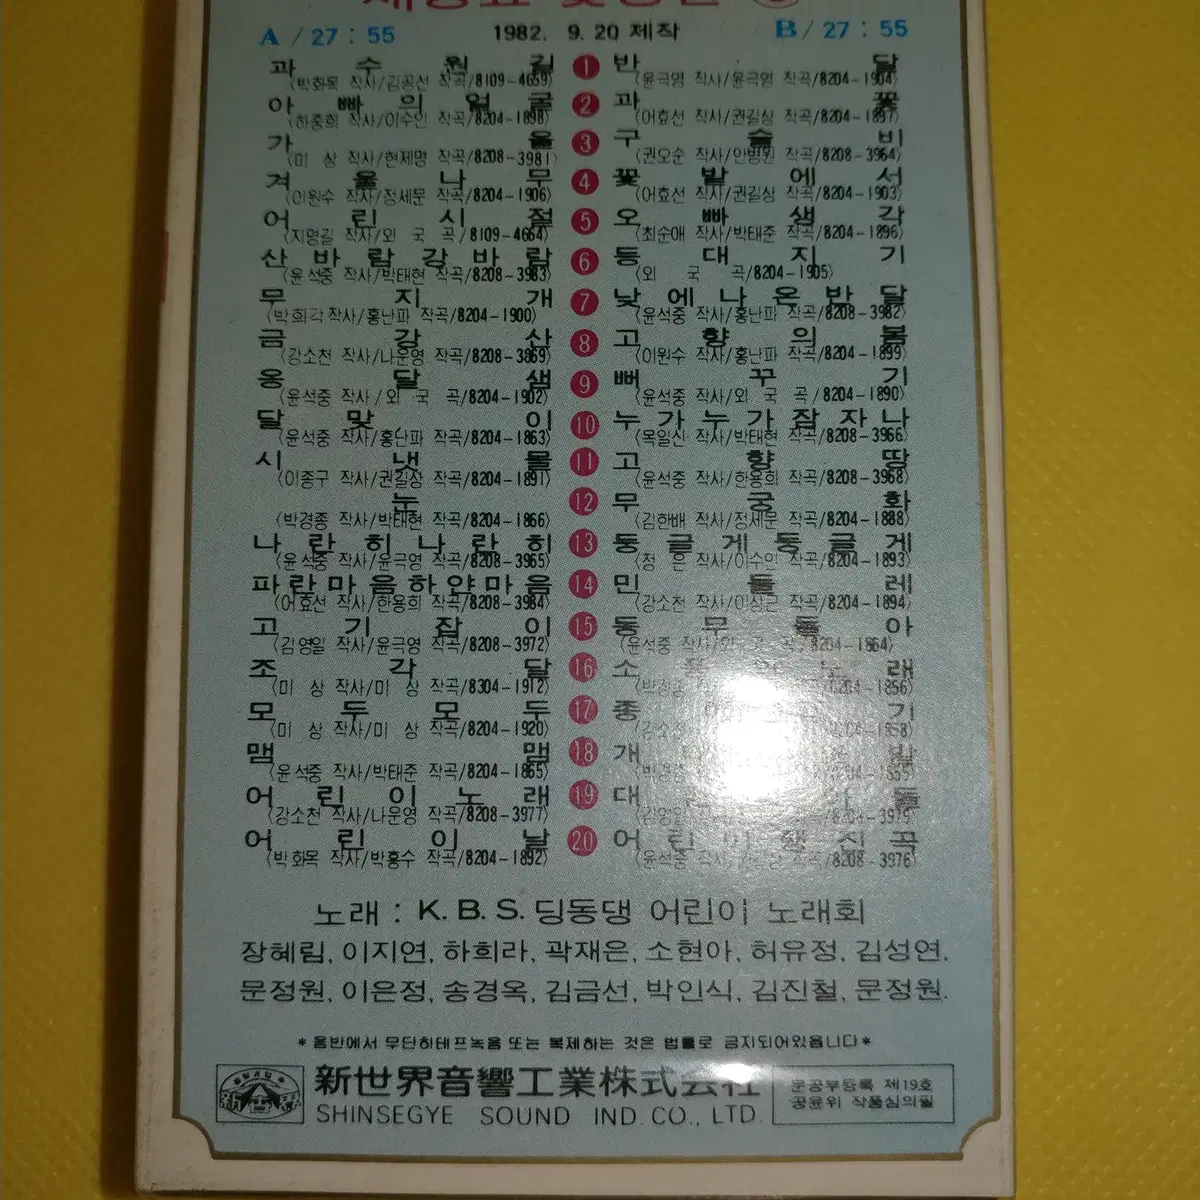 A / 27 : 55 1982. 9. 20 제작 B / 27 : 55
과수원길 1 반달
〈박화목 작사/김공선 작곡/8109-4659〉 〈윤극영 작사/윤극영 작곡/8204-1904〉
아빠의얼굴 2 과꽃
〈하중희 작사/이수인 작곡/8204-1898〉 〈어효선 작사/권길상 작곡/8204-1897〉
가을 3 구슬비
〈미상 작사/현제명 작곡/8208-3981〉 〈권오순 작사/안병원 작곡/8208-3964〉
겨울나무 4 꽃밭에서
〈이원수 작사/정세문 작곡/8204-1906〉 〈어효선 작사/권길상 작곡/8204-1903〉
어린시절 5 오빠생각
〈지명길 작사/외국곡/8109-4664〉 〈최순애 작사/박태준 작곡/8204-1896〉
산바람강바람 6 등대지기
〈윤석중 작사/박태현 작곡/8208-3983〉 〈외국곡/8204-1905〉
무지개 7 낮에나온반달
〈박희각 작사/홍난파 작곡/8204-1900〉 〈윤석중 작사/홍난파 작곡/8208-3982〉
금강산 8 고향의봄
〈강소천 작사/나운영 작곡/8208-3869〉 〈이원수 작사/홍난파 작곡/8204-1899〉
옹달샘 9 뻐꾸기
〈윤석중 작사/외국곡/8204-1902〉 〈윤석중 작사/외국곡/8204-1890〉
달맞이 10 누가누가잠자나
〈윤석중 작사/홍난파 작곡/8204-1863〉 〈목일신 작사/박태현 작곡/8208-3966〉
시냇물 11 고향땅
〈이종구 작사/권길상 작곡/8204-1891〉 〈윤석중 작사/한용희 작곡/8208-3968〉
눈 12 무궁화
〈박경종 작사/박태현 작곡/8204-1866〉 〈김한배 작사/정세문 작곡/8204-1888〉
나란히나란히 13 둥글게둥글게
〈윤석중 작사/윤극영 작곡/8208-3965〉 〈정은 작사/이수인 작곡/8204-1893〉
파란마음하얀마음 14 민들레
〈어효선 작사/한용희 작곡/8208-3984〉 〈강소천 작사/이상근 작곡/8204-1894〉
고기잡이 15 동무들아
〈김영일 작사/윤극영 작곡/8208-3972〉 〈윤석중 작사/외국곡/8204-1864〉
조각달 16 노래
〈미상 작사/미상 작곡/8304-1912〉
모두모두 17 종
〈미상 작사/미상 작곡/8204-1920〉
맴맴 18 개
〈윤석중 작사/박태준 작곡/8204-1865〉
어린이노래 19 대
〈강소천 작사/나운영 작곡/8208-3977〉
어린이날 20 어린이행진곡
〈박화목 작사/박흥수 작곡/8204-1892〉 〈윤석중 작곡/8208-3976〉
노래 : K. B. S. 딩동댕 어린이 노래회
장혜림, 이지연, 하희라, 곽재은, 소현아, 허유정, 김성연,
문정원, 이은정, 송경옥, 김금선, 박인식, 김진철, 문정원.
* 음반에서 무단히테프녹음 또는 복제하는 것은 법률로 금지되어있읍니다 *
新世界音響工業株式会社 문공부등록 제19호
SHINSEGYE SOUND IND. CO., LTD. 공윤위 작품심의필